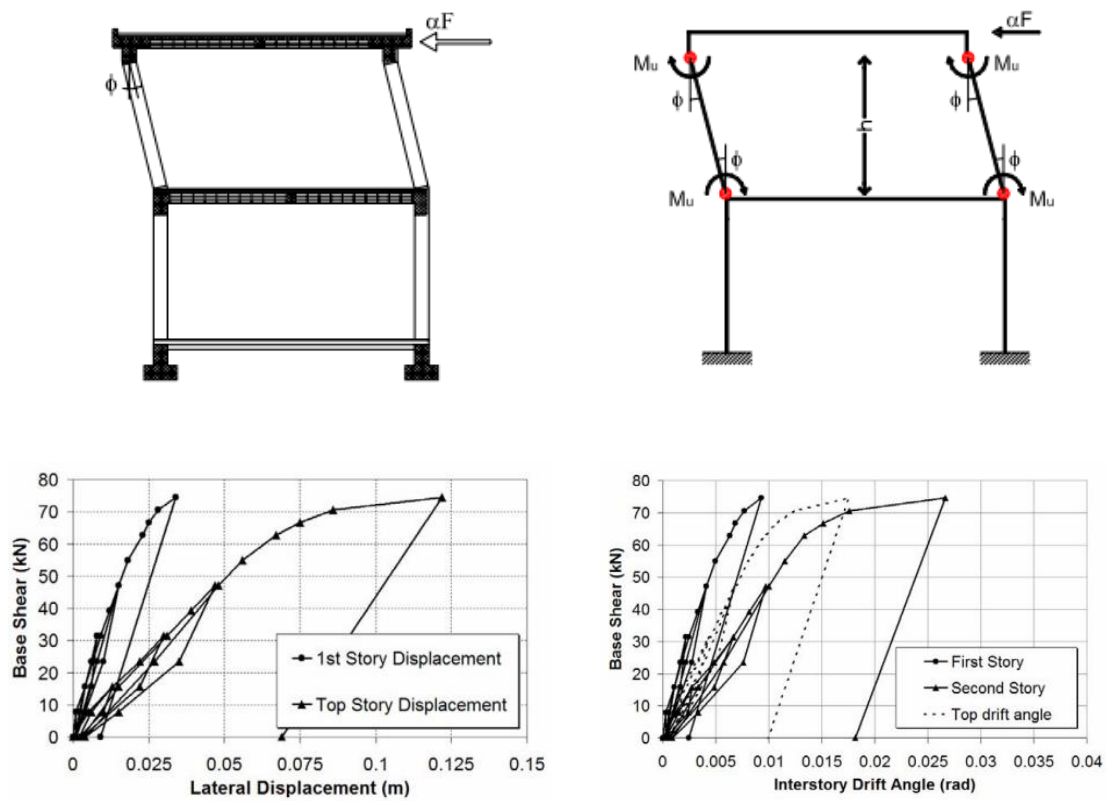 αF
ϕ
αF
Mu
Mu
ϕ
ϕ
h
ϕ
ϕ
Mu
Mu
80
70
60
50
40
30
20
10
0
Base Shear (kN)
1st Story Displacement
Top Story Displacement
0
0.025
0.05
0.075
0.1
0.125
0.15
Lateral Displacement (m)
80
70
60
50
40
30
20
10
0
Base Shear (kN)
First Story
Second Story
Top drift angle
0
0.005
0.01
0.015
0.02
0.025
0.03
0.035
0.04
Interstory Drift Angle (rad)